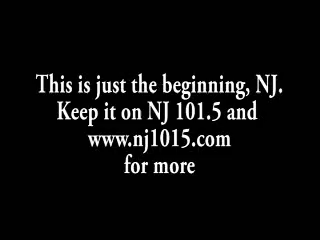 This is just the beginning, NJ.
Keep it on NJ 101.5 and
www.nj1015.com
for more